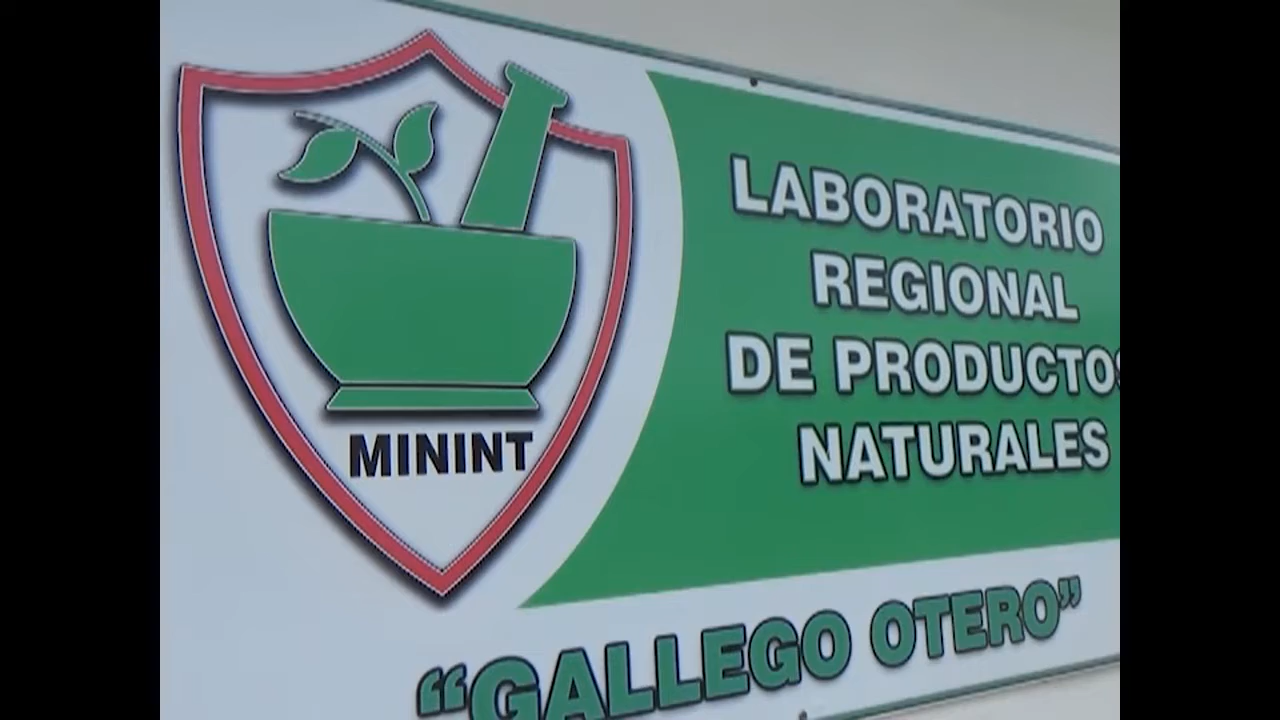 MININT
LABORATORIO
REGIONAL
DE PRODUCTOS
NATURALES
“GALLEGO OTERO”